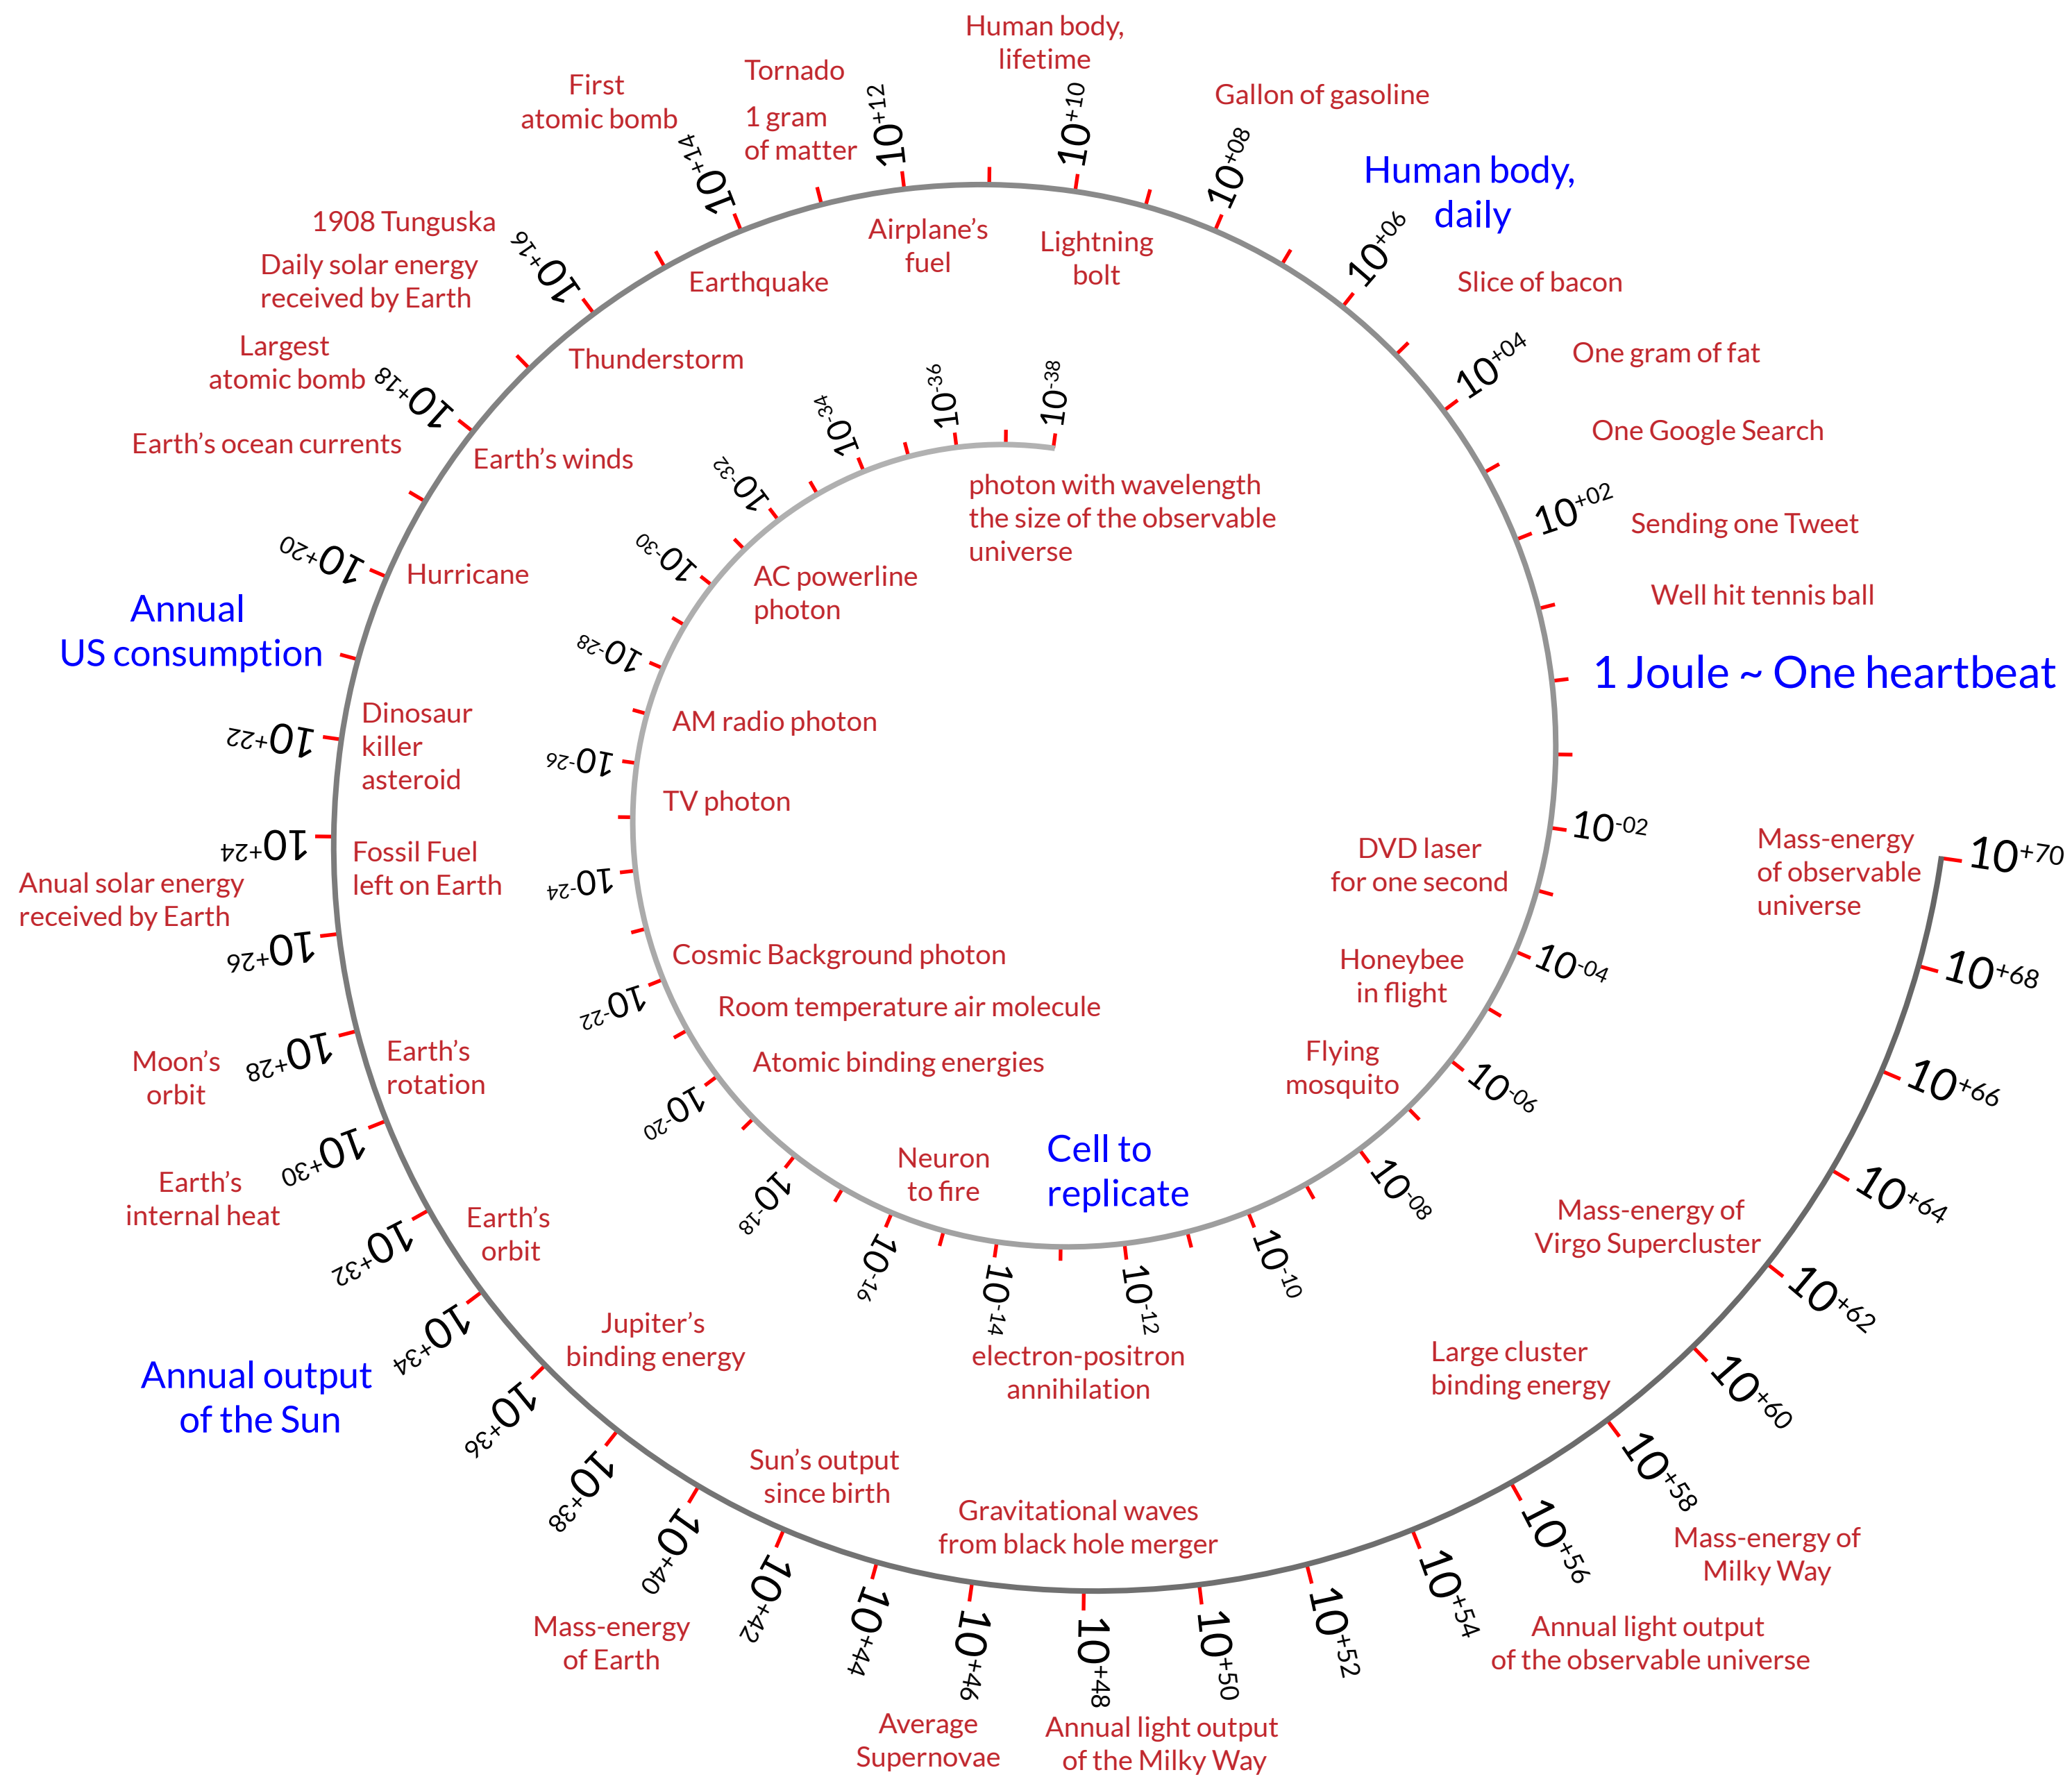 photon with wavelength
the size of the observable
universe
10-38
10-36
10-34
10-32
10-30
AC powerline
photon
10-28
AM radio photon
10-26
TV photon
10-24
Cosmic Background photon
10-22
Room temperature air molecule
Atomic binding energies
10-20
10-18
10-16
Neuron
to fire
10-14
electron-positron
annihilation
Cell to
replicate
10-12
10-10
10-08
Flying
mosquito
10-06
Honeybee
in flight
10-04
DVD laser
for one second
10-02
1 Joule ~ One heartbeat
Well hit tennis ball
Sending one Tweet
10+02
One Google Search
One gram of fat
10+04
Slice of bacon
Human body,
daily
10+06
Gallon of gasoline
10+08
Lightning
bolt
10+10
Human body,
lifetime
Airplane’s
fuel
10+12
Tornado
1 gram
of matter
First
atomic bomb
10+14
Earthquake
1908 Tunguska
10+16
Daily solar energy
received by Earth
Thunderstorm
Largest
atomic bomb
10+18
Earth’s winds
Earth’s ocean currents
10+20
Hurricane
Annual
US consumption
10+22
Dinosaur
killer
asteroid
10+24
Fossil Fuel
left on Earth
Anual solar energy
received by Earth
10+26
10+28
Earth’s
rotation
Moon’s
orbit
10+30
Earth’s
internal heat
10+32
Earth’s
orbit
10+34
Annual output
of the Sun
Jupiter’s
binding energy
10+36
10+38
10+40
Mass-energy
of Earth
Sun’s output
since birth
10+42
10+44
10+46
Average
Supernovae
Gravitational waves
from black hole merger
10+48
Annual light output
of the Milky Way
10+50
10+52
10+54
Annual light output
of the observable universe
10+56
10+58
Mass-energy of
Milky Way
Large cluster
binding energy
10+60
10+62
Mass-energy of
Virgo Supercluster
10+64
10+66
10+68
10+70
Mass-energy
of observable
universe